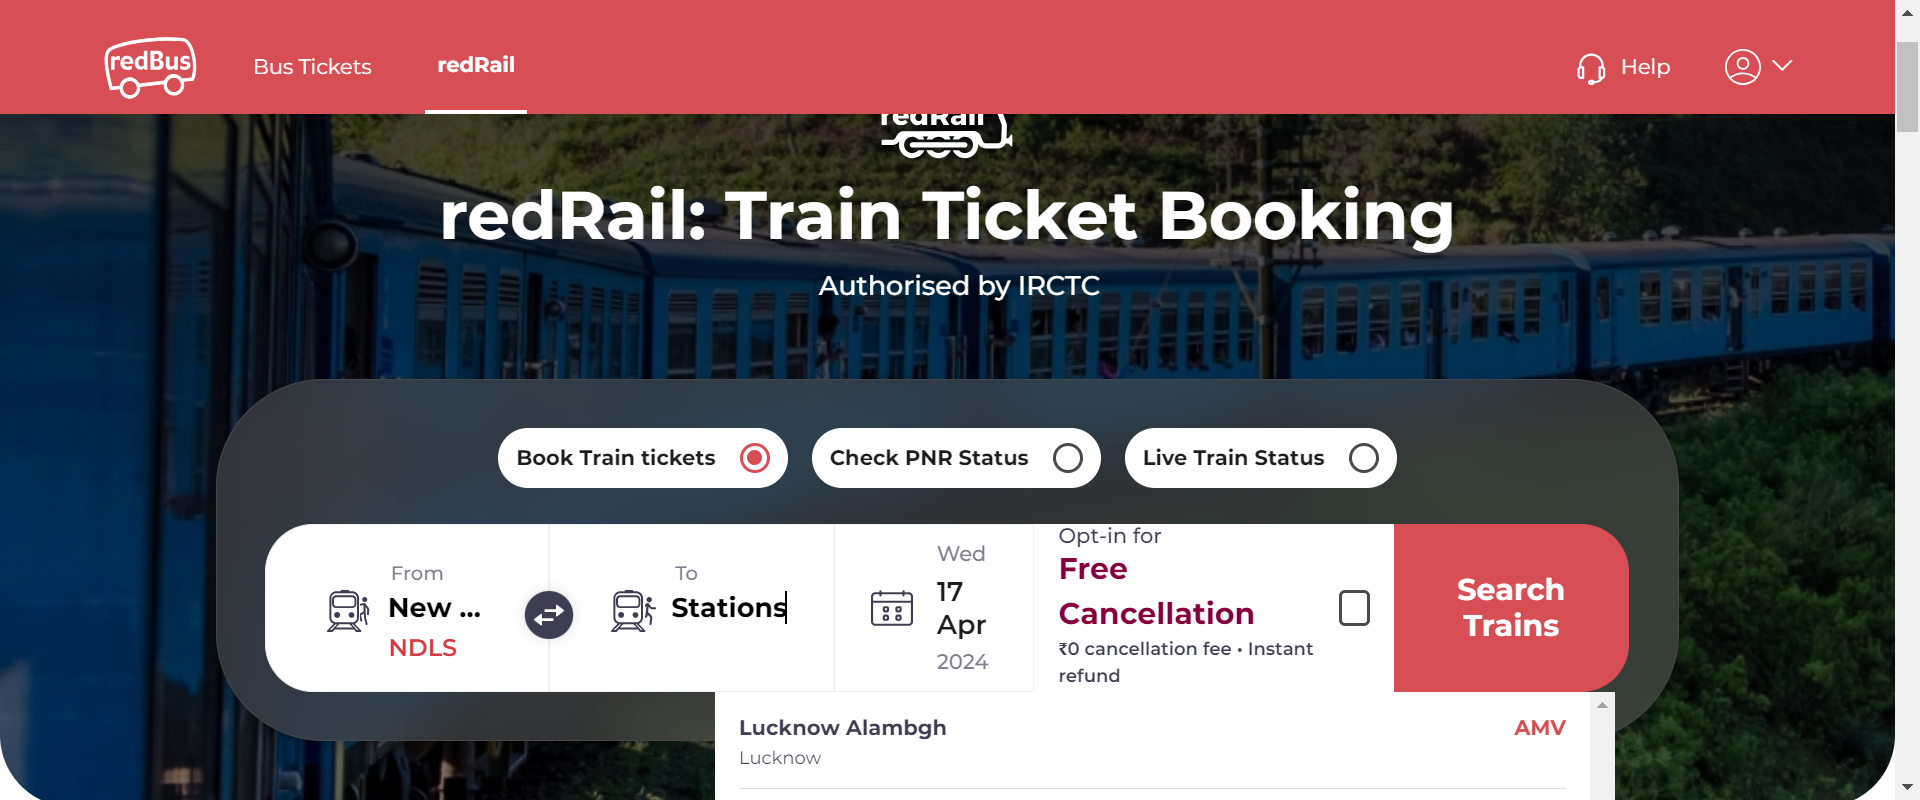 redBus
Bus Tickets
redRail
Help
redRail
redRail: Train Ticket Booking
Authorised by IRCTC
Book Train tickets
Check PNR Status
Live Train Status
From
New ...
NDLS
To
Stations
Wed
17
Apr
2024
Opt-in for
Free
Cancellation
₹0 cancellation fee • Instant
refund
Search
Trains
Lucknow Alambgh
AMV
Lucknow